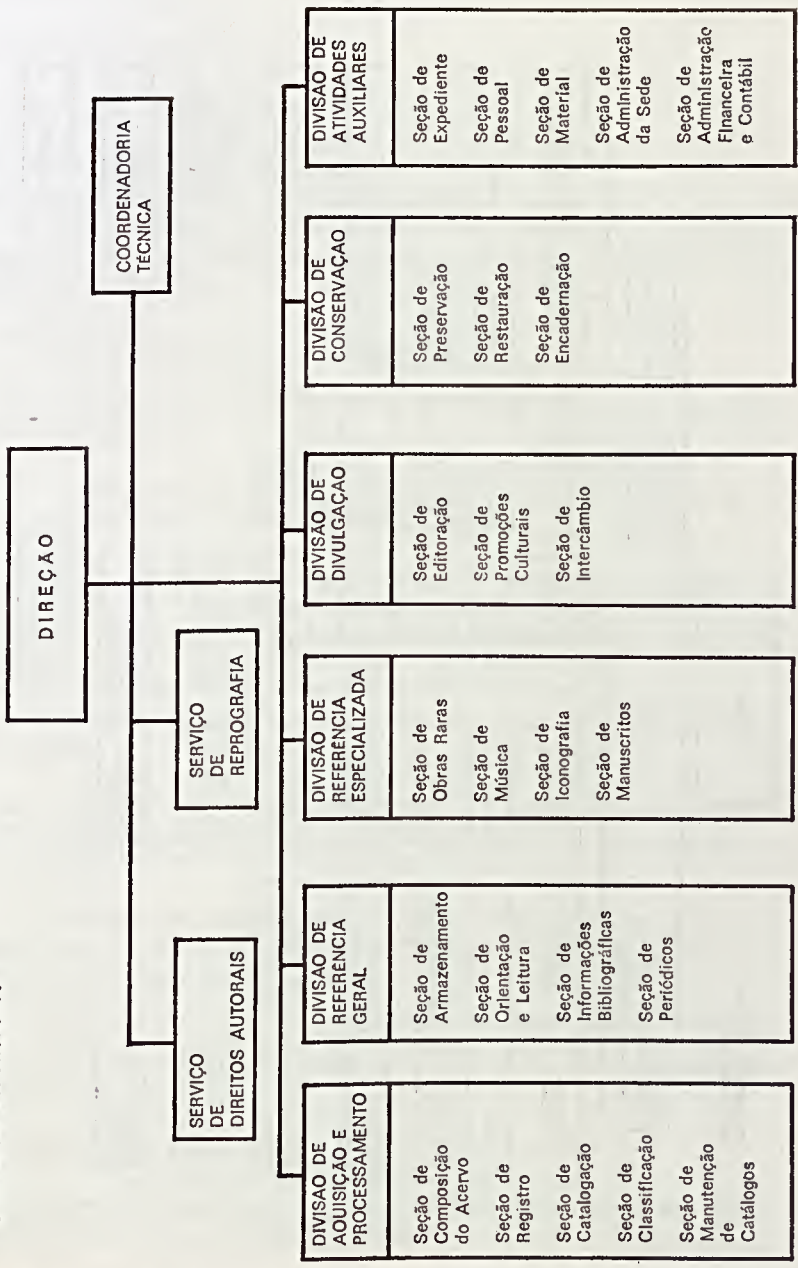 DIREÇÃO
COORDENADORIA
TÉCNICA
SERVIÇO
DE
REPROGRAFIA
SERVIÇO
DE
DIREITOS AUTORAIS
DIVISÃO DE
AQUISIÇÃO E
PROCESSAMENTO
Seção de
Composição
do Acervo
Seção de
Registro
Seção de
Catalogação
Seção de
Classificação
Seção de
Manutenção
de
Catálogos
DIVISÃO DE
REFERÊNCIA
GERAL
Seção de
Armazenamento
Seção de
Orientação
e Leitura
Seção de
Informações
Bibliográficas
Seção de
Periódicos
DIVISÃO DE
REFERÊNCIA
ESPECIALIZADA
Seção de
Obras Raras
Seção de
Música
Seção de
Iconografia
Seção de
Manuscritos
DIVISÃO DE
DIVULGAÇÃO
Seção de
Editoração
Seção de
Promoções
Culturais
Seção de
Intercâmbio
DIVISÃO DE
CONSERVAÇÃO
Seção de
Preservação
Seção de
Restauração
Seção de
Encadernação
DIVISÃO DE
ATIVIDADES
AUXILIARES
Seção de
Expediente
Seção de
Pessoal
Seção de
Material
Seção de
Administração
da Sede
Seção de
Administração
Financeira
e Contábil